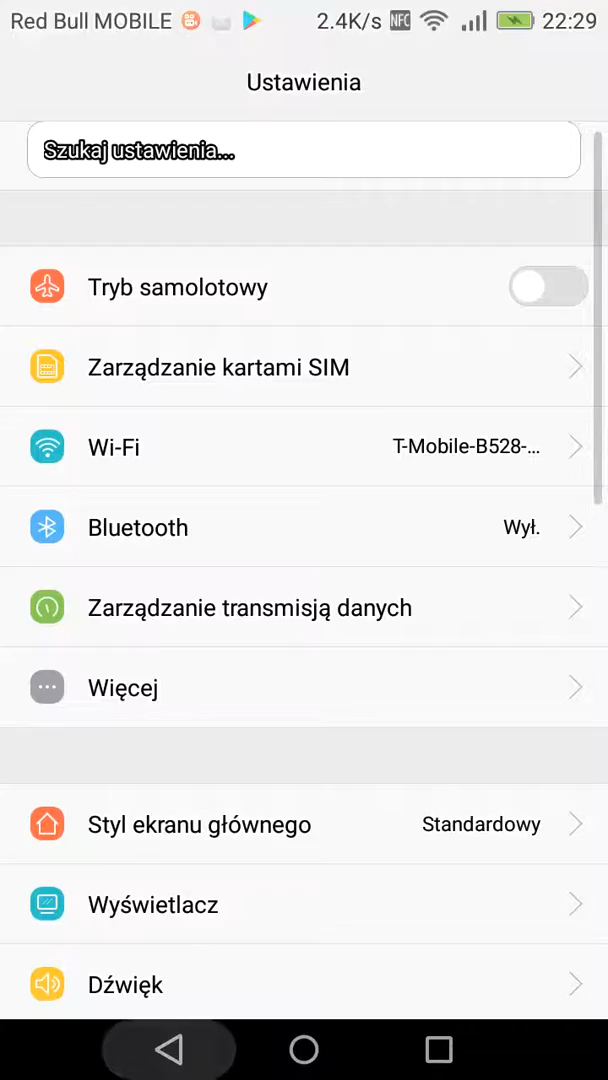 Red Bull MOBILE 2.4K/s NFC 22:29
Ustawienia
Szukaj ustawienia...
Tryb samolotowy
Zarządzanie kartami SIM
Wi-Fi T-Mobile-B528-...
Bluetooth Wył.
Zarządzanie transmisją danych
Więcej
Styl ekranu głównego Standardowy
Wyświetlacz
Dźwięk